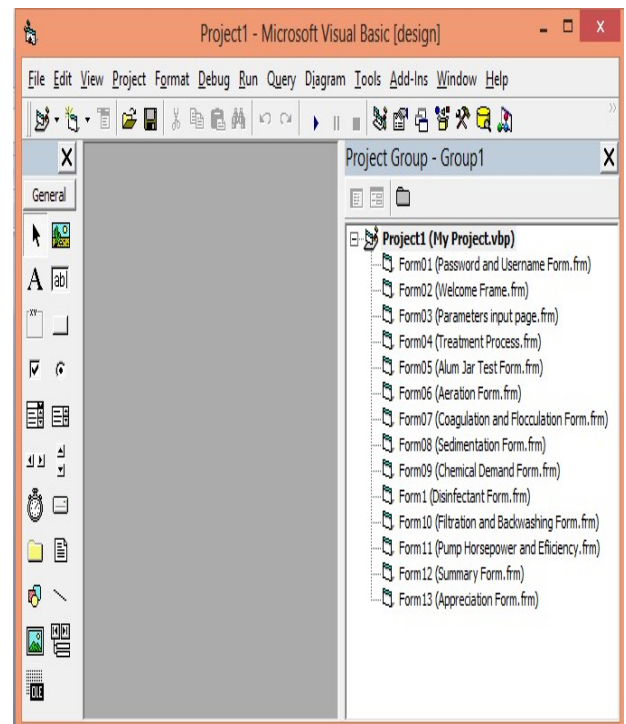 Project1 - Microsoft Visual Basic [design]
File Edit View Project Format Debug Run Query Diagram Tools Add-Ins Window Help
Project Group - Group1
General
Project1 (My Project.vbp)
Form01 (Password and Username Form.frm)
Form02 (Welcome Frame.frm)
Form03 (Parameters input page.frm)
Form04 (Treatment Process.frm)
Form05 (Alum Jar Test Form.frm)
Form06 (Aeration Form.frm)
Form07 (Coagulation and Flocculation Form.frm)
Form08 (Sedimentation Form.frm)
Form09 (Chemical Demand Form.frm)
Form1 (Disinfectant Form.frm)
Form10 (Filtration and Backwashing Form.frm)
Form11 (Pump Horsepower and Eficiency.frm)
Form12 (Summary Form.frm)
Form13 (Appreciation Form.frm)
A ab
XY
OLE